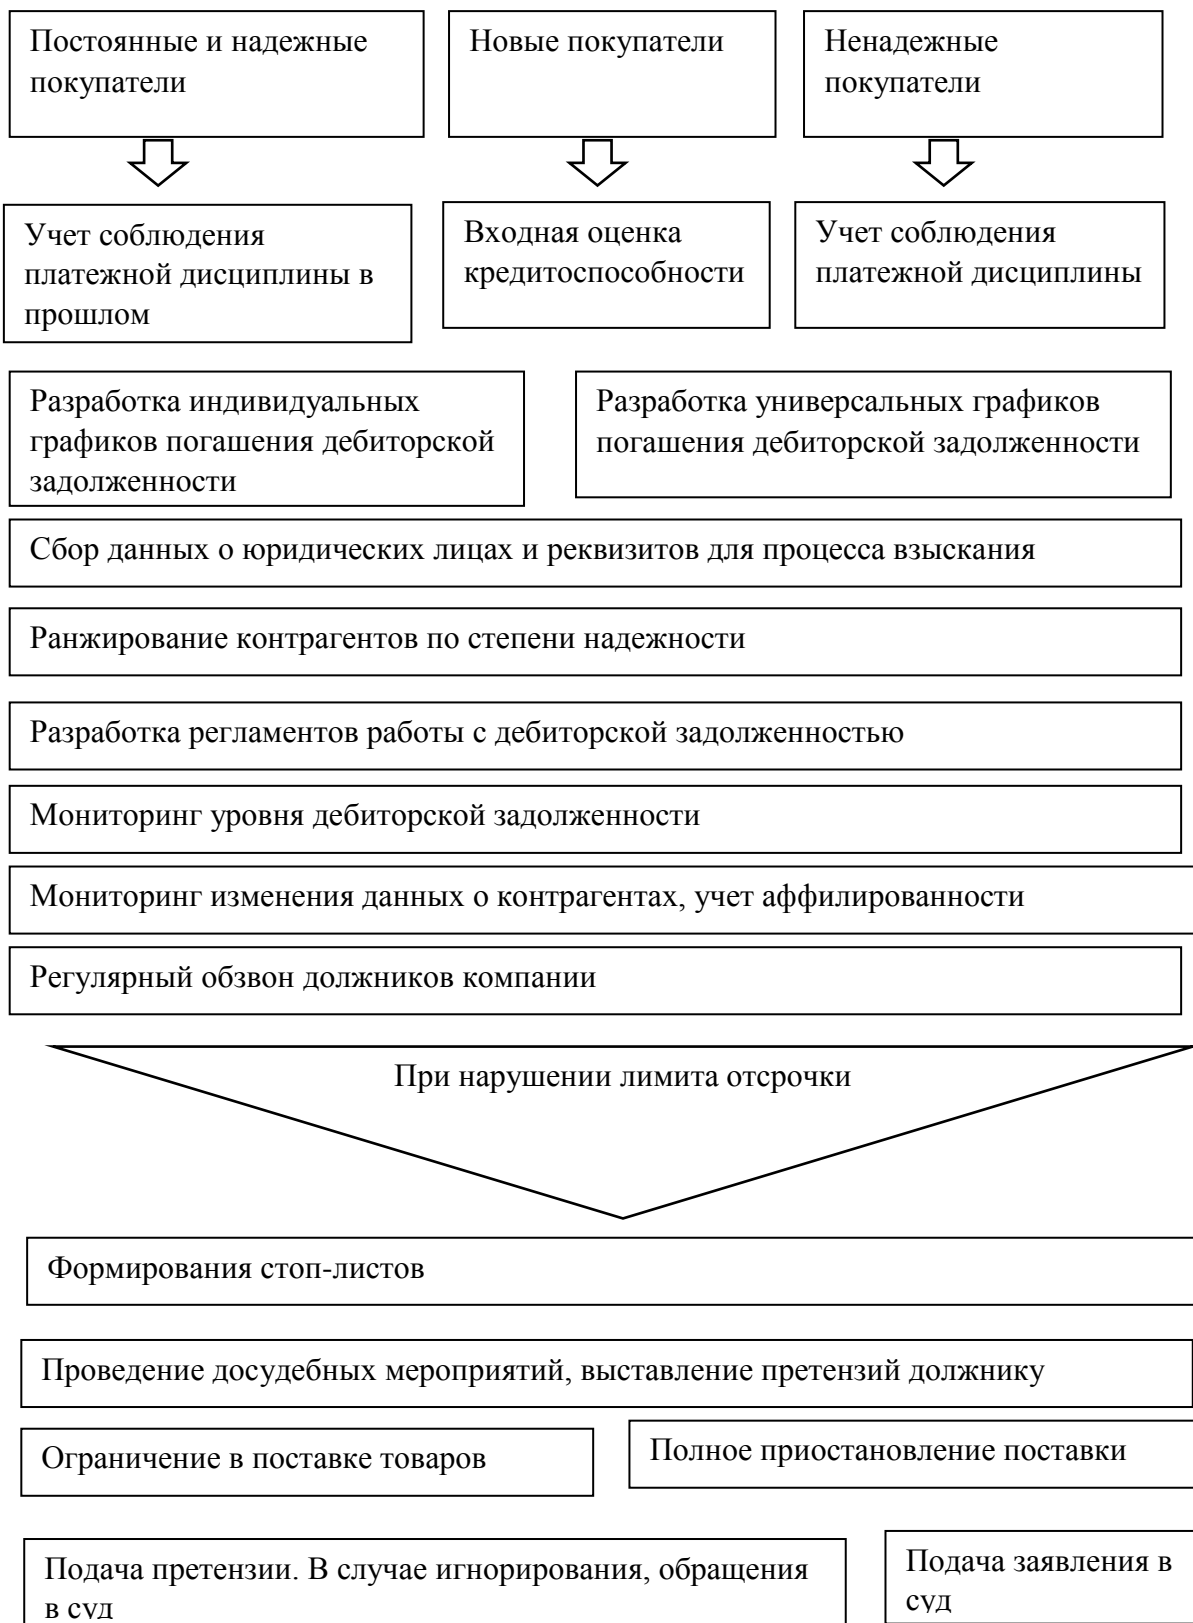 Постоянные и надежные
покупатели
Новые покупатели
Ненадежные
покупатели
Учет соблюдения
платежной дисциплины в
прошлом
Входная оценка
кредитоспособности
Учет соблюдения
платежной дисциплины
Разработка индивидуальных
графиков погашения дебиторской
задолженности
Разработка универсальных графиков
погашения дебиторской задолженности
Сбор данных о юридических лицах и реквизитов для процесса взыскания
Ранжирование контрагентов по степени надежности
Разработка регламентов работы с дебиторской задолженностью
Мониторинг уровня дебиторской задолженности
Мониторинг изменения данных о контрагентах, учет аффилированности
Регулярный обзвон должников компании
При нарушении лимита отсрочки
Формирования стоп-листов
Проведение досудебных мероприятий, выставление претензий должнику
Ограничение в поставке товаров
Полное приостановление поставки
Подача претензии. В случае игнорирования, обращения
в суд
Подача заявления в
суд